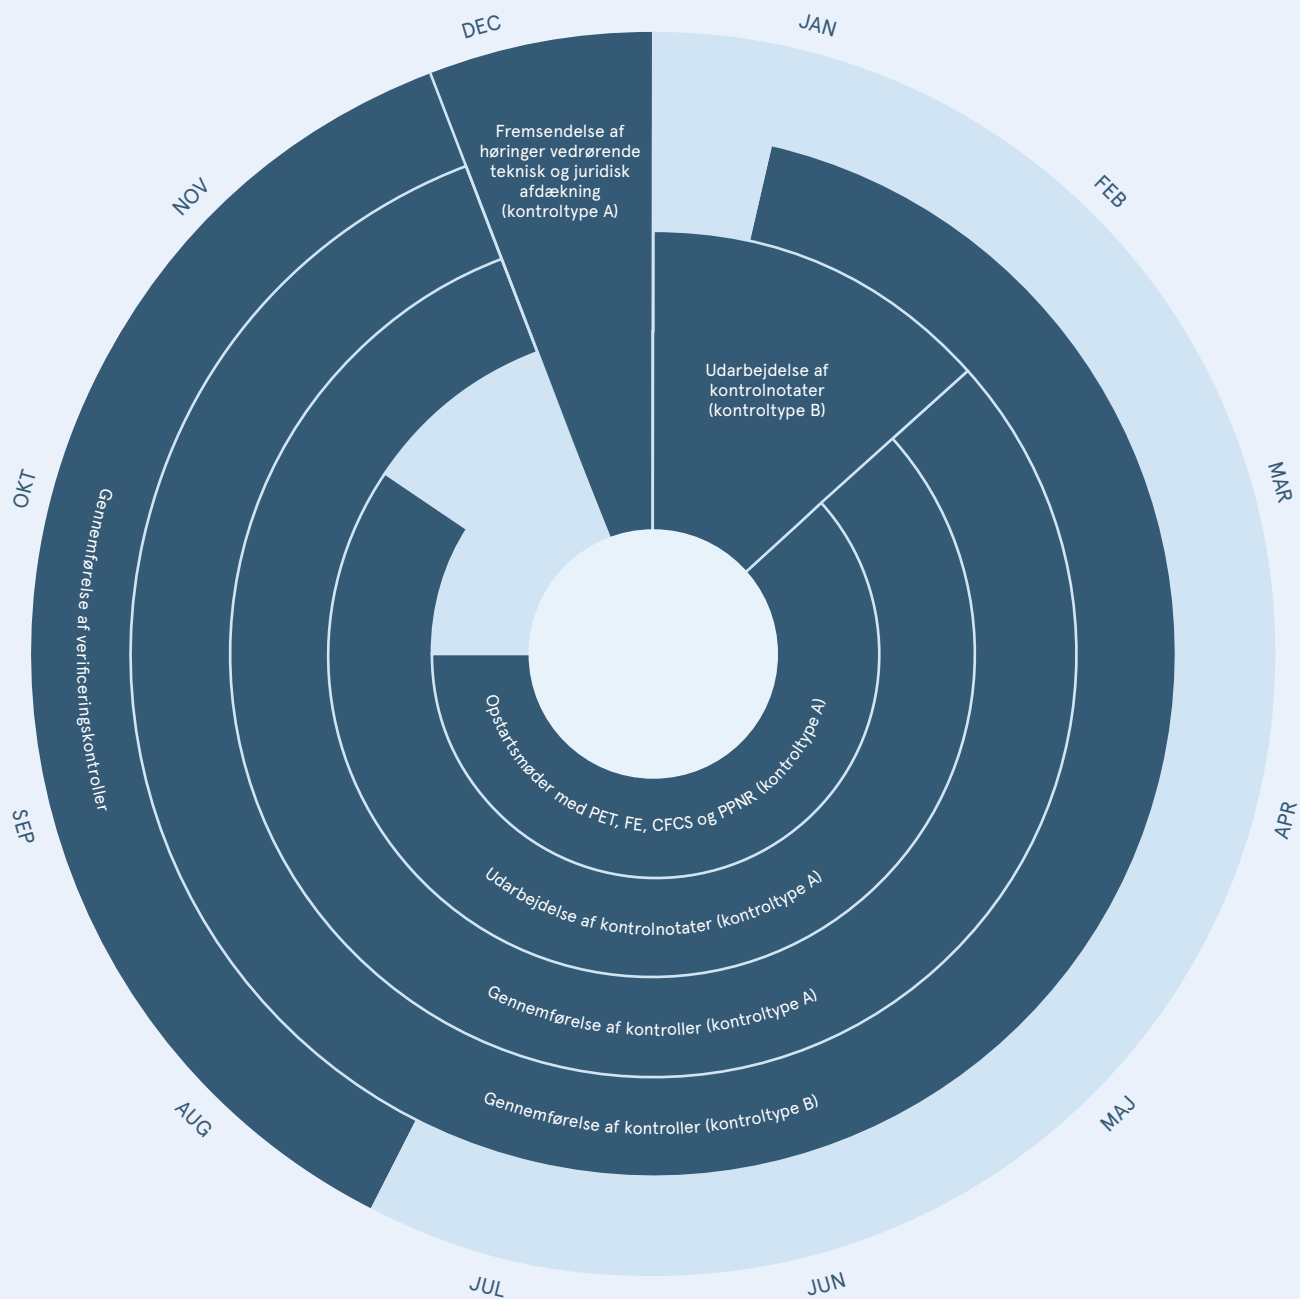 DEC
JAN
NOV
FEB
OKT
MAR
SEP
APR
AUG
MAJ
JUL
JUN
Fremsendelse af
høringer vedrørende
teknisk og juridisk
afdækning
(kontroltype A)
Udarbejdelse af
kontrolnotater
(kontroltype B)
Gennemførelse af verificeringskontroller
Opstartsmøder med PET, FE, CFCS og PPNR (kontroltype A)
Udarbejdelse af kontrolnotater (kontroltype A)
Gennemførelse af kontroller (kontroltype A)
Gennemførelse af kontroller (kontroltype B)